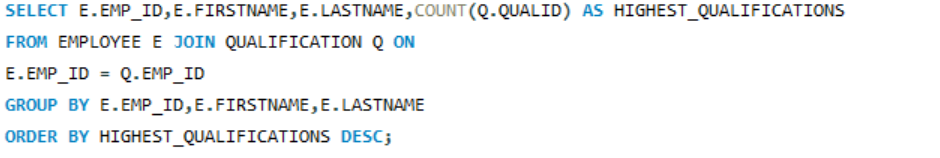 SELECT E.EMP_ID,E.FIRSTNAME,E.LASTNAME,COUNT(Q.QUALID) AS HIGHEST_QUALIFICATIONS
FROM EMPLOYEE E JOIN QUALIFICATION Q ON
E.EMP_ID = Q.EMP_ID
GROUP BY E.EMP_ID,E.FIRSTNAME,E.LASTNAME
ORDER BY HIGHEST_QUALIFICATIONS DESC;